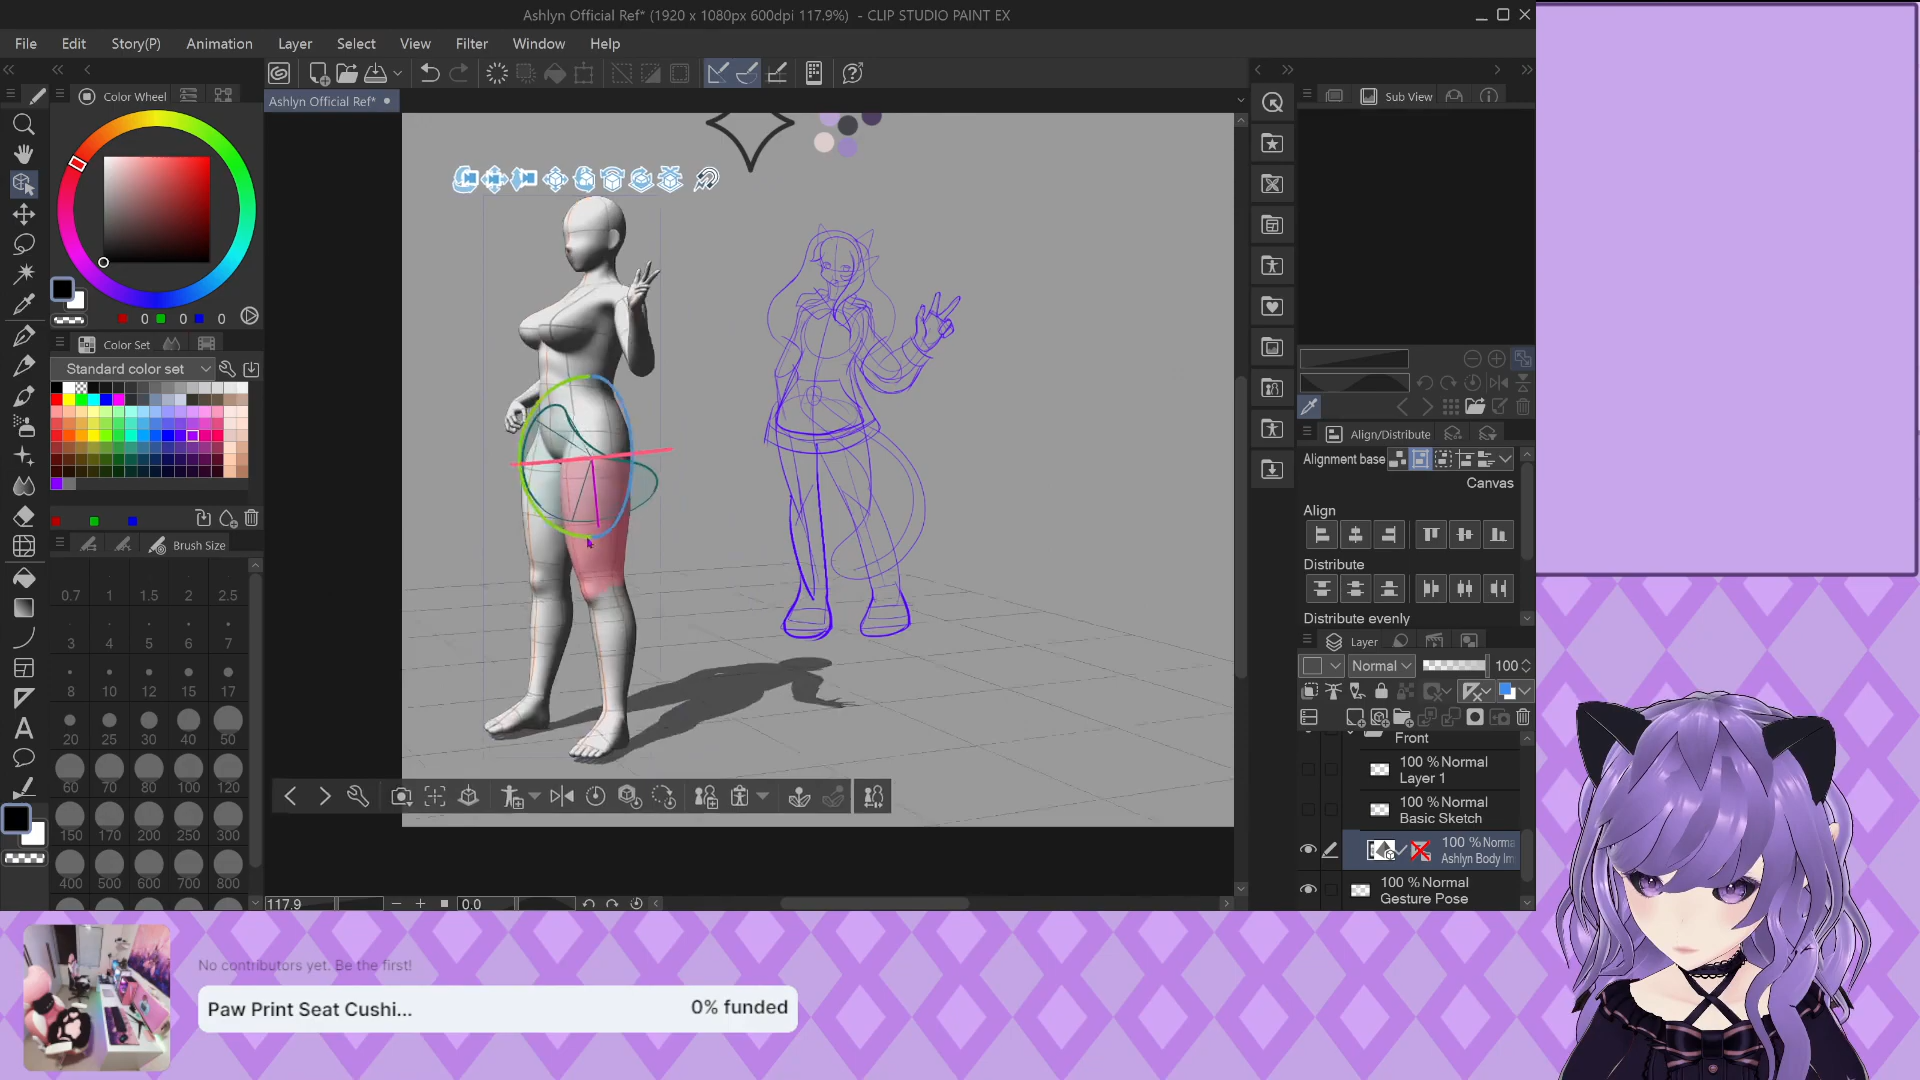 Ashlyn Official Ref* (1920 x 1080px 600dpi 117.9%) - CLIP STUDIO PAINT EX
File Edit Story(P) Animation Layer Select View Filter Window Help
Color Wheel
Ashlyn Official Ref*
Sub View
0 0 0
Color Set
Standard color set
Brush Size
0.7 1 1.5 2 2.5
3 4 5 6 7
8 10 12 15 17
20 25 30 40 50
60 70 80 100 120
150 170 200 250 300
400 500 600 700 800
117.9 0.0
Align/Distribute
Alignment base
Canvas
Align
Distribute
Distribute evenly
Layer
Normal 100
Front
100 % Normal
Layer 1
100 % Normal
Basic Sketch
100 % Norma
Ashlyn Body Im
100 % Normal
Gesture Pose
No contributors yet. Be the first!
Paw Print Seat Cushi... 0% funded